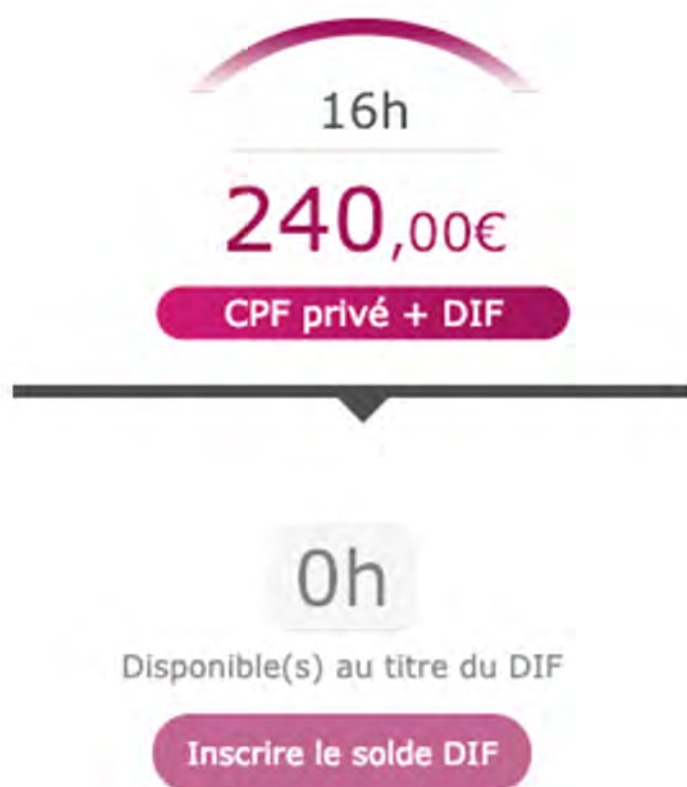 16h
240,00€
CPF privé + DIF
0h
Disponible(s) au titre du DIF
Inscrire le solde DIF